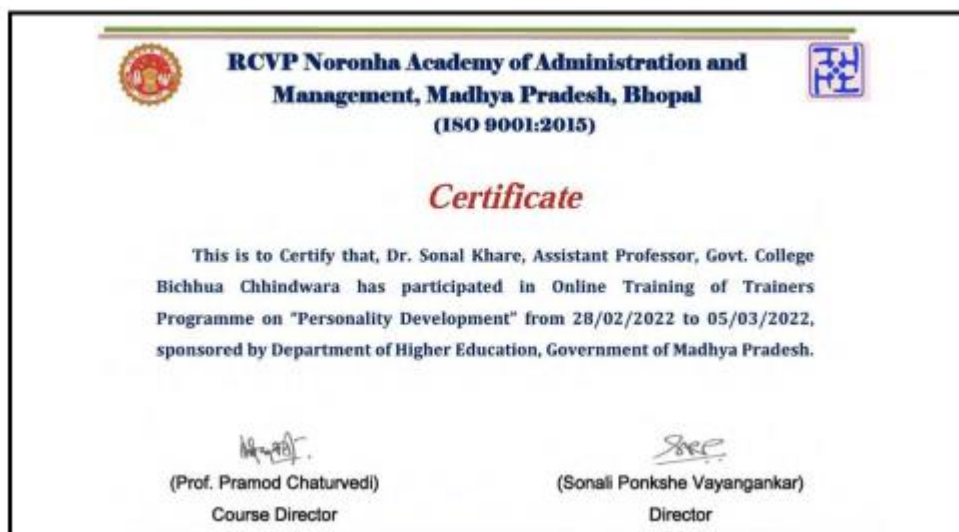 RCVP Noronha Academy of Administration and
Management, Madhya Pradesh, Bhopal
(ISO 9001:2015)
Certificate
This is to Certify that, Dr. Sonal Khare, Assistant Professor, Govt. College
Bichhua Chhindwara has participated in Online Training of Trainers
Programme on "Personality Development" from 28/02/2022 to 05/03/2022,
sponsored by Department of Higher Education, Government of Madhya Pradesh.
(Prof. Pramod Chaturvedi)
(Sonali Ponkshe Vayangankar)
Course Director
Director